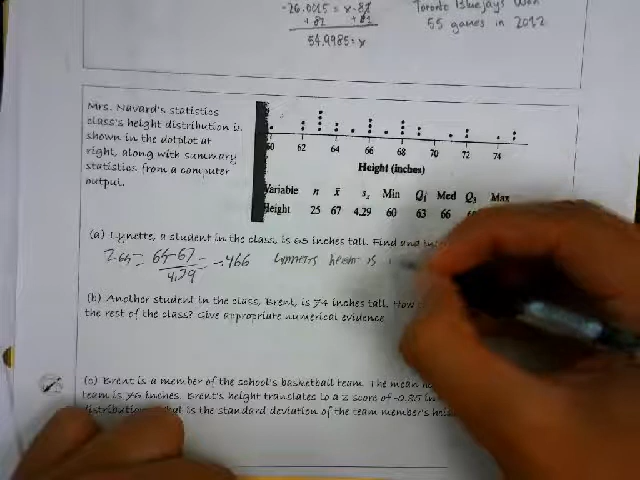 -26.0015 = x-81
+81 +81
54.9985 = x
Toronto Bluejays won
55 games in 2012
Mrs. Navard's statistics
class's height distribution is
shown in the dotplot at
right, along with summary
statistics from a computer
output.
60 62 64 66 68 70 72 74
Height (inches)
Variable n x̄ sₓ Min Q₁ Med Q₃ Max
Height 25 67 4.29 60 63 66
(a) Lynette, a student in the class, is 65 inches tall. Find and
= 65-67 = -.466 Lynette's height is
4.29
(b) Another student in the class, Brent, is 74 inches tall. How
the rest of the class? Give appropriate numerical evidence.
(c) Brent is a member of the school's basketball team. The mean
team is 76 inches. Brent's height translates to a z score of -0.85 in
distribution. What is the standard deviation of the team member's